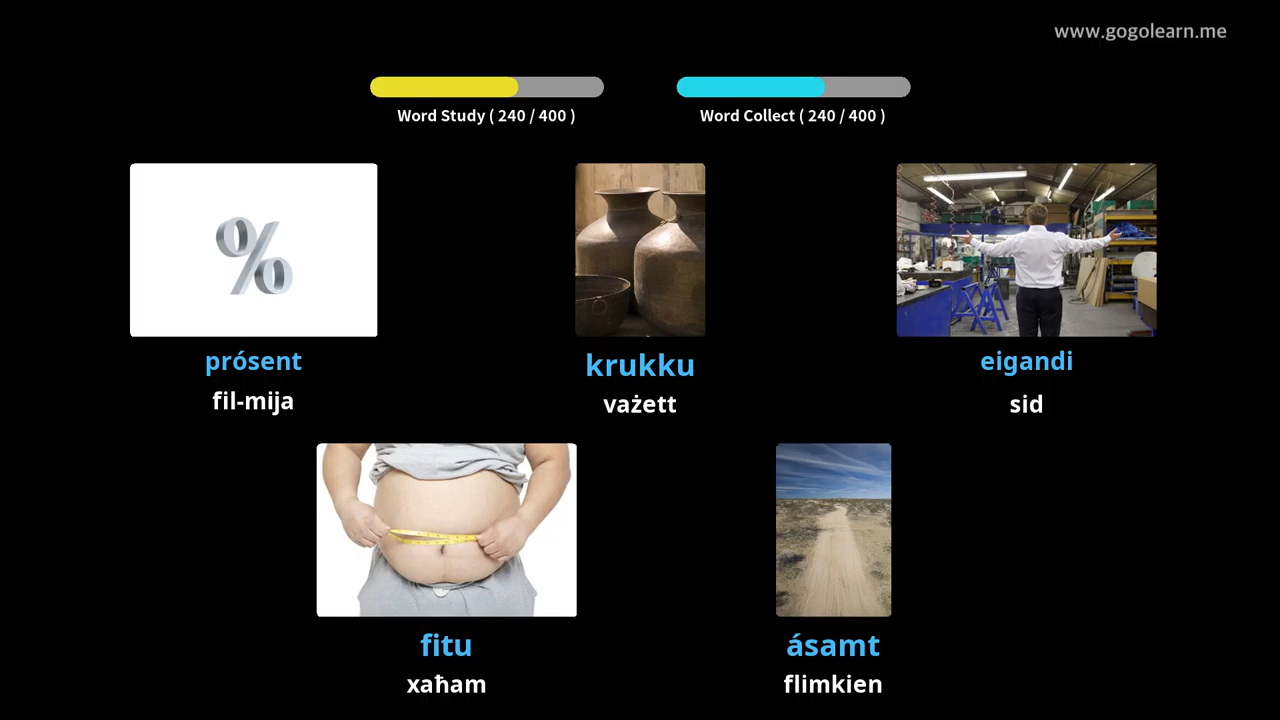 www.gogolearn.me
Word Study ( 240 / 400 )
Word Collect ( 240 / 400 )
%
prósent
fil-mija
krukku
vażett
eigandi
sid
fitu
xaħam
ásamt
flimkien